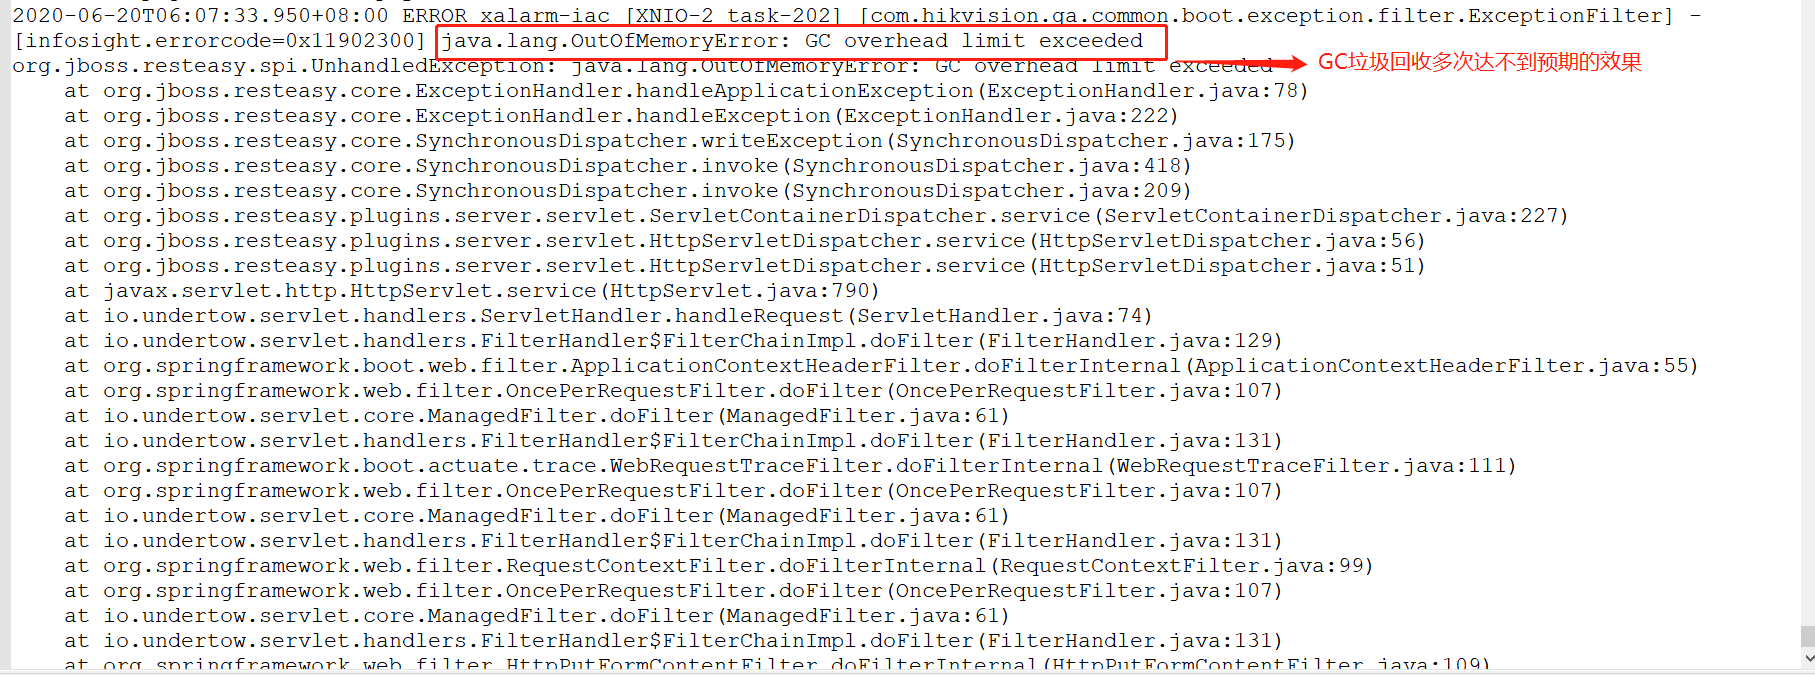 2020-06-20T06:07:33.950+08:00 ERROR xalarm-iac [XNIO-2 task-202] [com.hikvision.ga.common.boot.exception.filter.ExceptionFilter] -
[infosight.errorcode=0x11902300] java.lang.OutOfMemoryError: GC overhead limit exceeded
org.jboss.resteasy.spi.UnhandledException: java.lang.OutOfMemoryError: GC overhead limit exceeded
GC垃圾回收多次达不到预期的效果
at org.jboss.resteasy.core.ExceptionHandler.handleApplicationException(ExceptionHandler.java:78)
at org.jboss.resteasy.core.ExceptionHandler.handleException(ExceptionHandler.java:222)
at org.jboss.resteasy.core.SynchronousDispatcher.writeException(SynchronousDispatcher.java:175)
at org.jboss.resteasy.core.SynchronousDispatcher.invoke(SynchronousDispatcher.java:418)
at org.jboss.resteasy.core.SynchronousDispatcher.invoke(SynchronousDispatcher.java:209)
at org.jboss.resteasy.plugins.server.servlet.ServletContainerDispatcher.service(ServletContainerDispatcher.java:227)
at org.jboss.resteasy.plugins.server.servlet.HttpServletDispatcher.service(HttpServletDispatcher.java:56)
at org.jboss.resteasy.plugins.server.servlet.HttpServletDispatcher.service(HttpServletDispatcher.java:51)
at javax.servlet.http.HttpServlet.service(HttpServlet.java:790)
at io.undertow.servlet.handlers.ServletHandler.handleRequest(ServletHandler.java:74)
at io.undertow.servlet.handlers.FilterHandler$FilterChainImpl.doFilter(FilterHandler.java:129)
at org.springframework.boot.web.filter.ApplicationContextHeaderFilter.doFilterInternal(ApplicationContextHeaderFilter.java:55)
at org.springframework.web.filter.OncePerRequestFilter.doFilter(OncePerRequestFilter.java:107)
at io.undertow.servlet.core.ManagedFilter.doFilter(ManagedFilter.java:61)
at io.undertow.servlet.handlers.FilterHandler$FilterChainImpl.doFilter(FilterHandler.java:131)
at org.springframework.boot.actuate.trace.WebRequestTraceFilter.doFilterInternal(WebRequestTraceFilter.java:111)
at org.springframework.web.filter.OncePerRequestFilter.doFilter(OncePerRequestFilter.java:107)
at io.undertow.servlet.core.ManagedFilter.doFilter(ManagedFilter.java:61)
at io.undertow.servlet.handlers.FilterHandler$FilterChainImpl.doFilter(FilterHandler.java:131)
at org.springframework.web.filter.RequestContextFilter.doFilterInternal(RequestContextFilter.java:99)
at org.springframework.web.filter.OncePerRequestFilter.doFilter(OncePerRequestFilter.java:107)
at io.undertow.servlet.core.ManagedFilter.doFilter(ManagedFilter.java:61)
at io.undertow.servlet.handlers.FilterHandler$FilterChainImpl.doFilter(FilterHandler.java:131)
at org.springframework.web.filter.HttpPutFormContentFilter.doFilterInternal(HttpPutFormContentFilter.java:109)